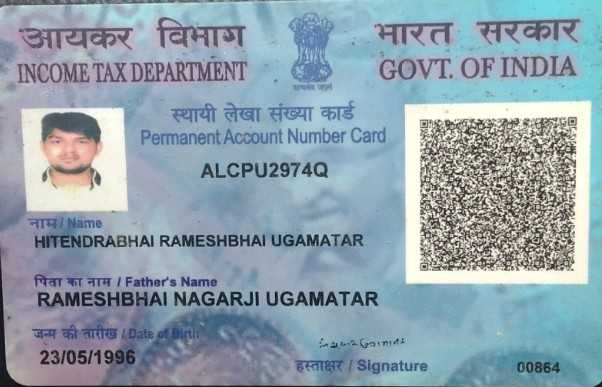 आयकर विभाग
INCOME TAX DEPARTMENT
भारत सरकार
GOVT. OF INDIA
सत्यमेव जयते
स्थायी लेखा संख्या कार्ड
Permanent Account Number Card
ALCPU2974Q
नाम / Name
HITENDRABHAI RAMESHBHAI UGAMATAR
पिता का नाम / Father's Name
RAMESHBHAI NAGARJI UGAMATAR
जन्म की तारीख / Date of Birth
23/05/1996
हस्ताक्षर / Signature
00864